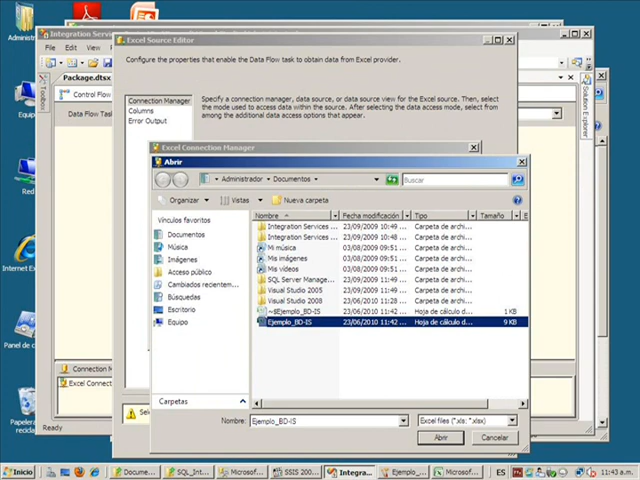 Administr
Integration Serv
File Edit View
Package.dtsx
Control Flow
Data Flow Task
Toolbox
Solution Explorer
Equip
Red
Internet E
Panel de c
Papelera
recicla
Excel Source Editor
Configure the properties that enable the Data Flow task to obtain data from Excel provider.
Connection Manager
Columns
Error Output
Specify a connection manager, data source, or data source view for the Excel source. Then, select
the mode used to access data within the source. After selecting the data access mode, select from
among the additional data access options that appear.
Excel Connection Manager
Abrir
Administrador Documentos
Buscar
Organizar Vistas Nueva carpeta
Vínculos favoritos
Documentos
Música
Imágenes
Acceso público
Cambiados recientem...
Búsquedas
Escritorio
Equipo
Carpetas
Nombre Fecha modificación Tipo Tamaño E
Integration Services ... 23/09/2009 10:49 ... Carpeta de archi...
Integration Services ... 23/09/2009 10:48 ... Carpeta de archi...
Mi música 03/08/2009 09:51 ... Carpeta de archi...
Mis imágenes 03/08/2009 09:51 ... Carpeta de archi...
Mis vídeos 03/08/2009 09:51 ... Carpeta de archi...
SQL Server Manage... 23/09/2009 11:49 ... Carpeta de archi...
Visual Studio 2005 23/09/2009 11:49 ... Carpeta de archi...
Visual Studio 2008 23/06/2010 11:28 ... Carpeta de archi...
~$Ejemplo_BD-IS 23/06/2010 11:42 ... Hoja de cálculo d... 1 KB
Ejemplo_BD-IS 23/06/2010 11:42 ... Hoja de cálculo d... 9 KB
Nombre: Ejemplo_BD-IS Excel files (*.xls; *.xlsx)
Abrir Cancelar
Connection M
Excel Connect
Sele
Ready
Inicio Docume... SQL_Int... Microsof... SSIS 200... Integra... Ejemplo_... Microsof... ES 11:43 a.m.